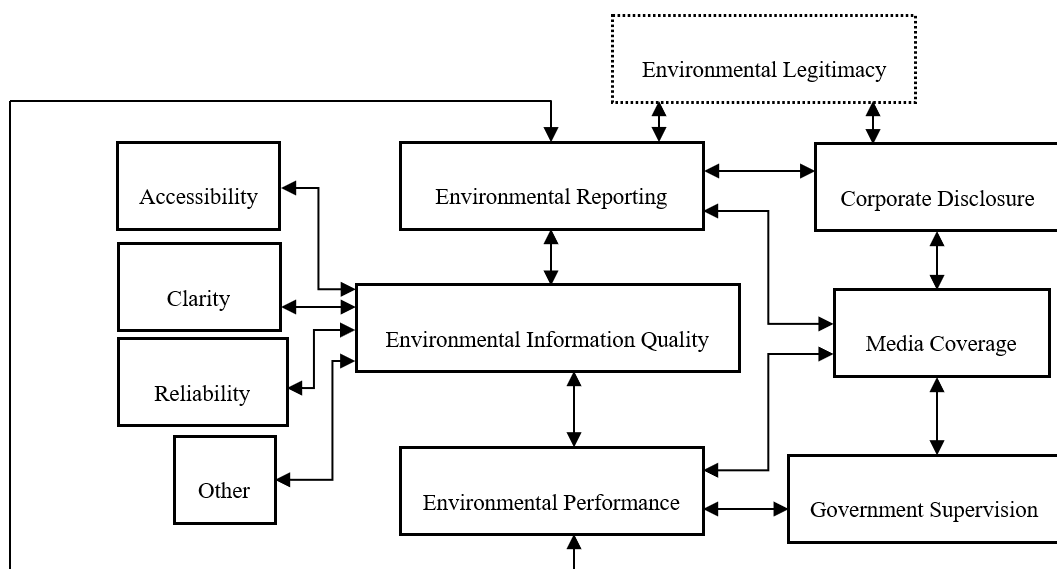 Environmental Legitimacy
Accessibility
Environmental Reporting
Corporate Disclosure
Clarity
Environmental Information Quality
Media Coverage
Reliability
Other
Environmental Performance
Government Supervision